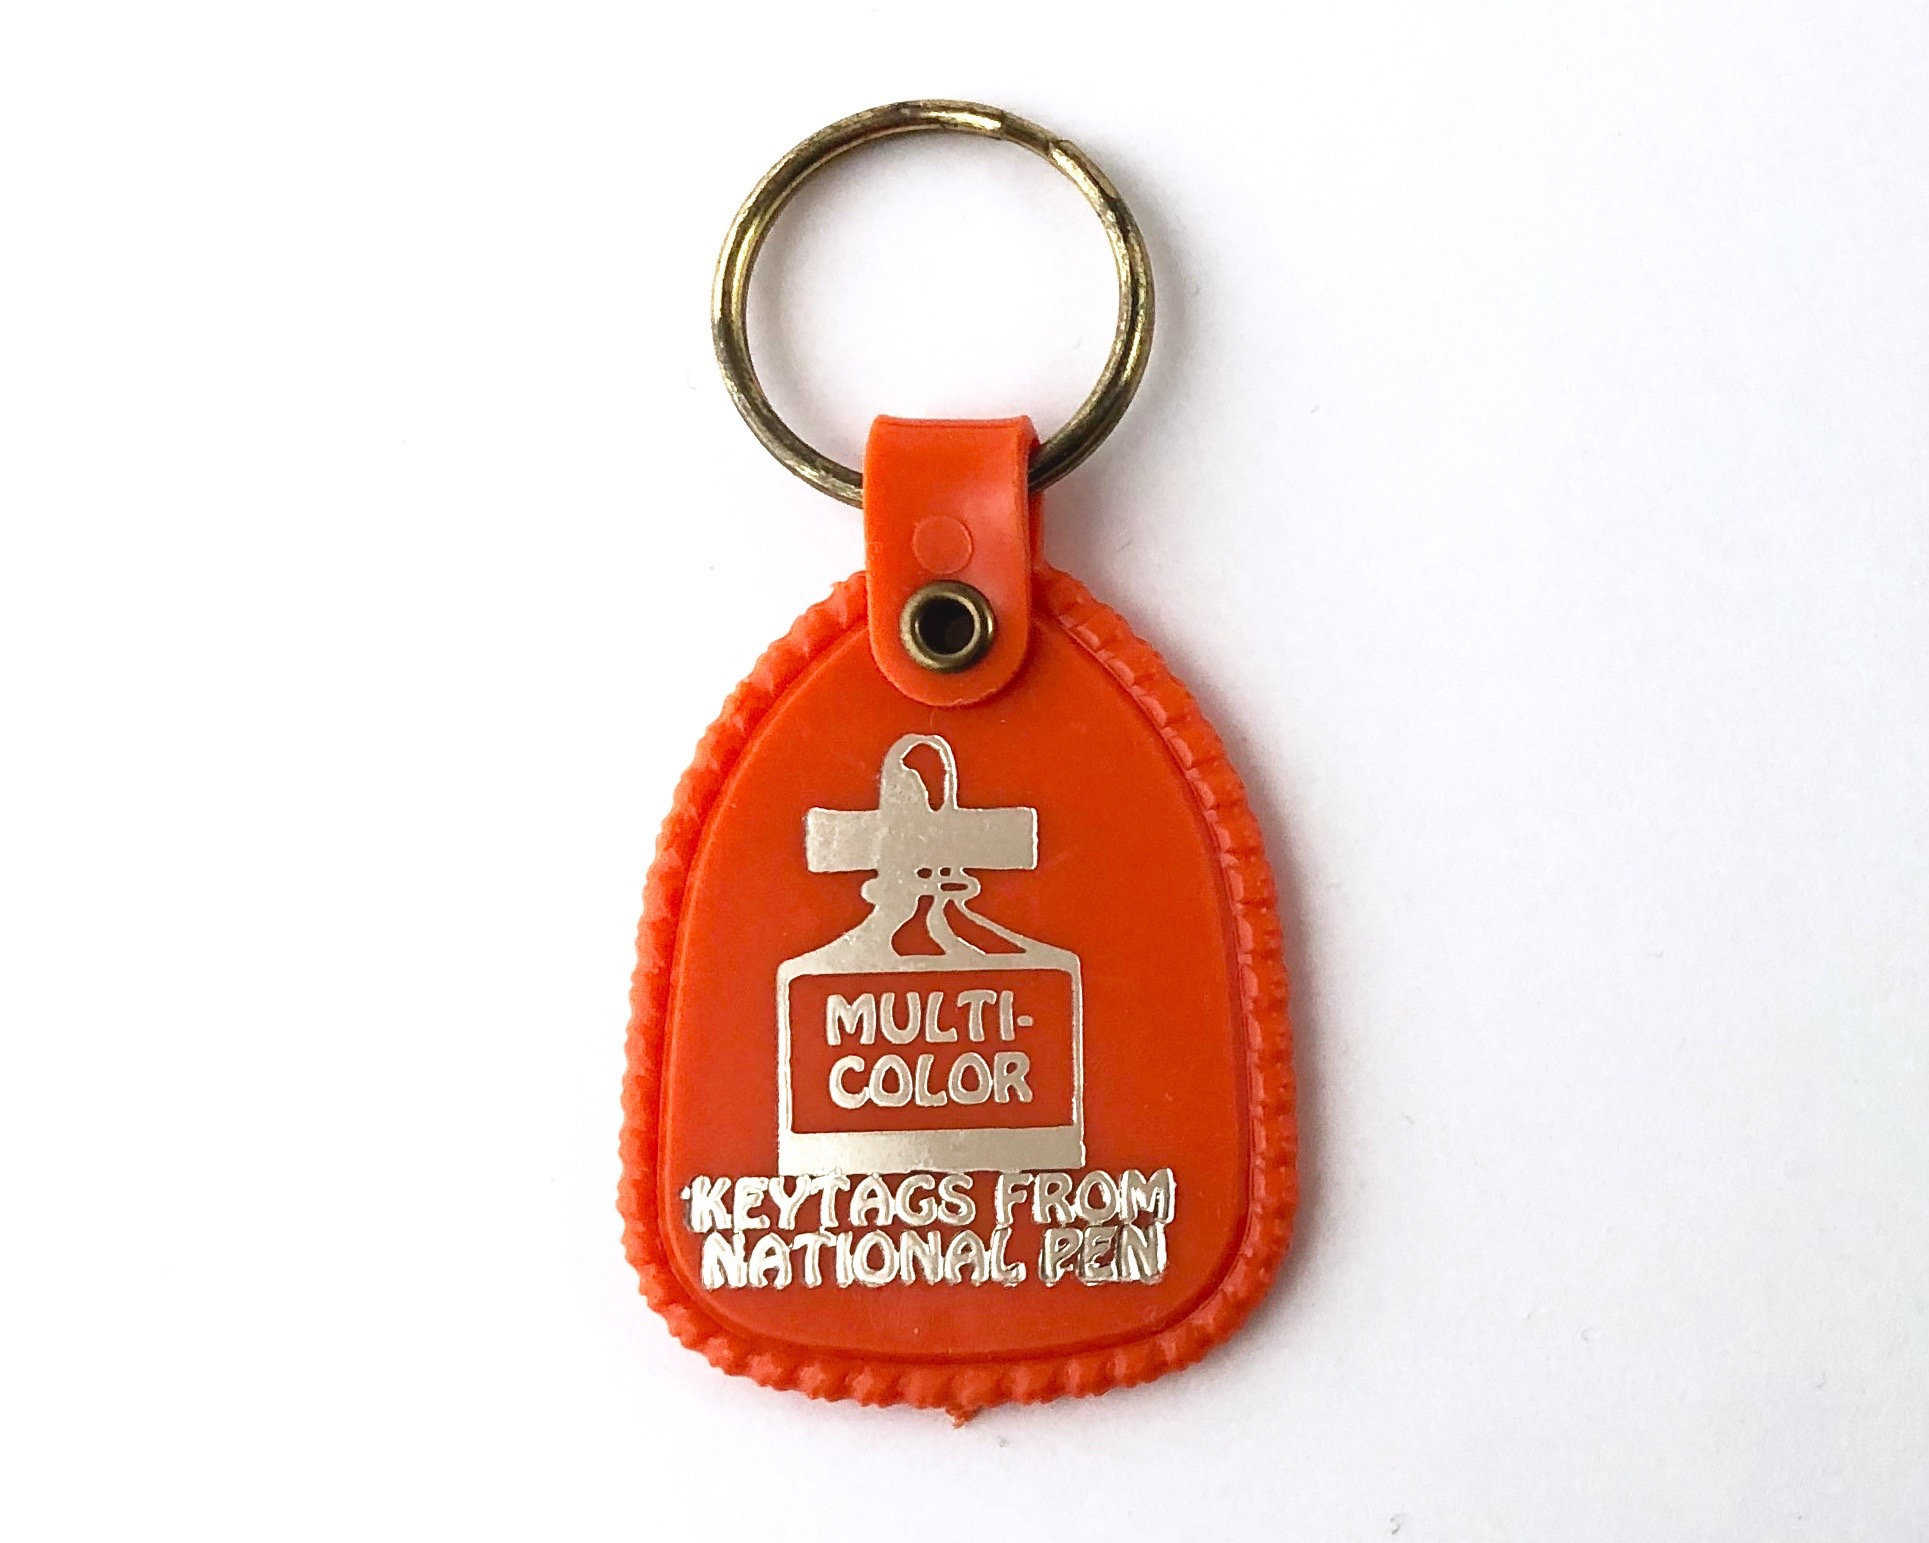 MULTI-
COLOR
KEYTAGS FROM
NATIONAL PEN